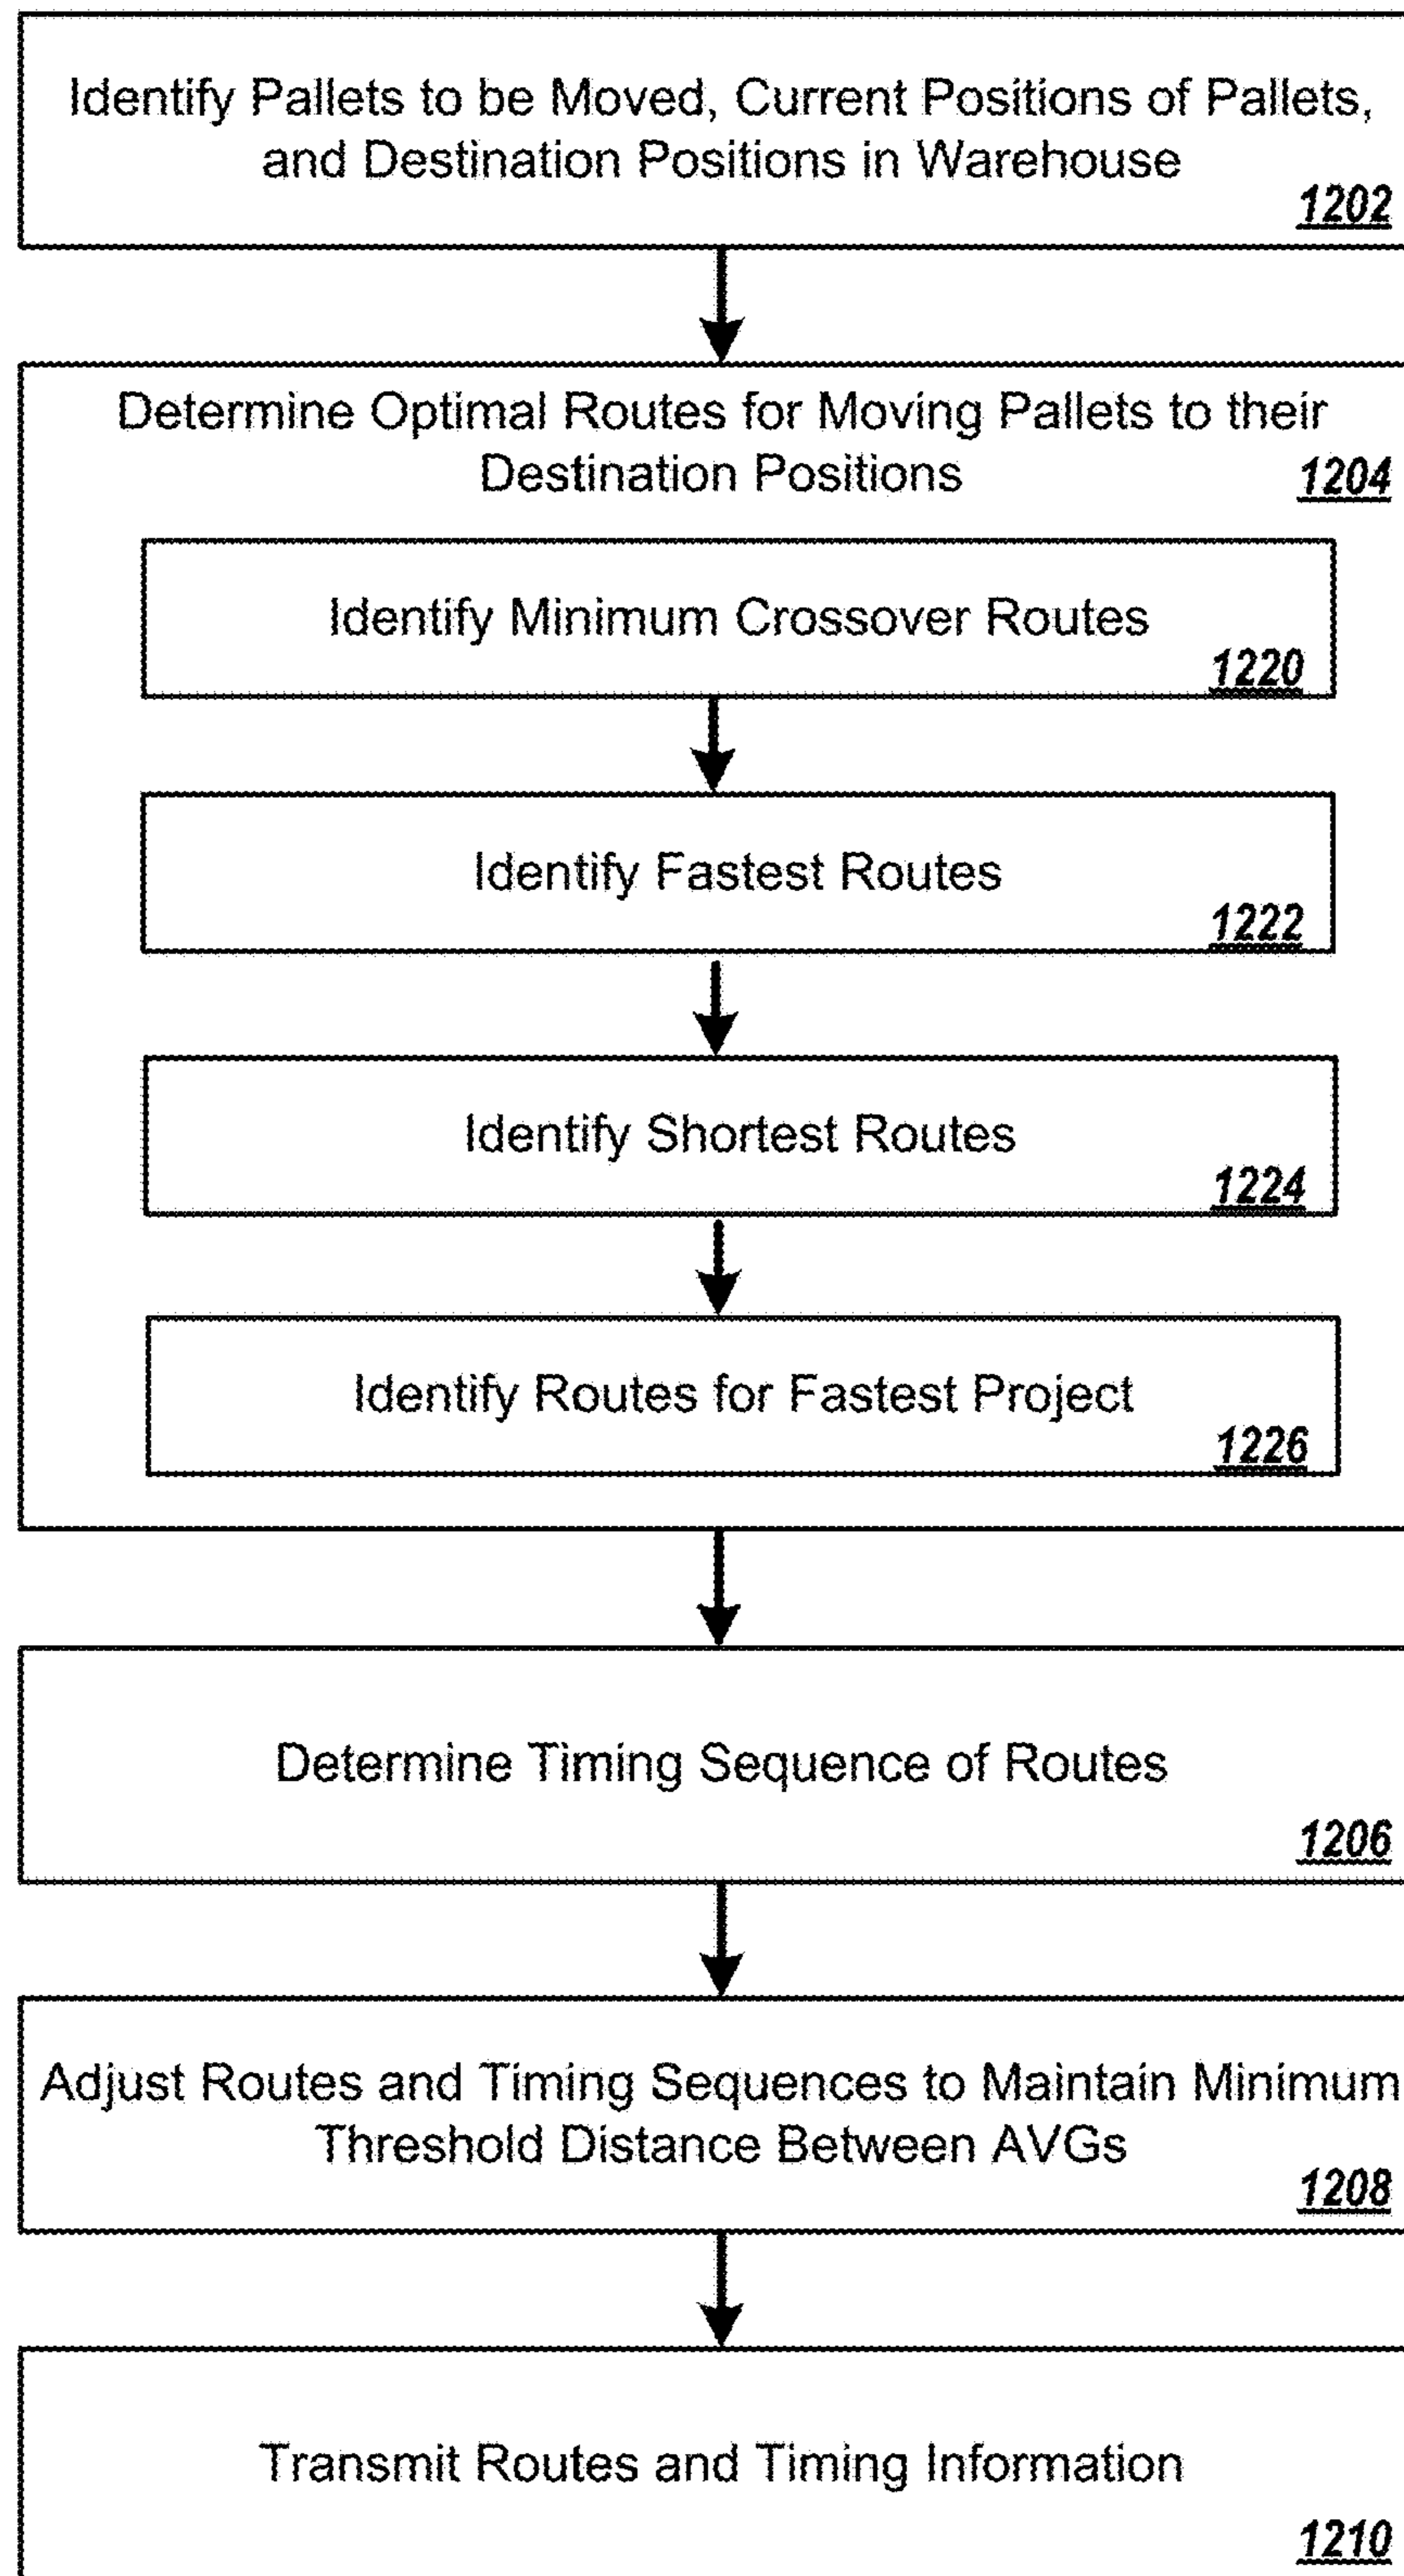 Identify Pallets to be Moved, Current Positions of Pallets,
and Destination Positions in Warehouse
1202
Determine Optimal Routes for Moving Pallets to their
Destination Positions
1204
Identify Minimum Crossover Routes
1220
Identify Fastest Routes
1222
Identify Shortest Routes
1224
Identify Routes for Fastest Project
1226
Determine Timing Sequence of Routes
1206
Adjust Routes and Timing Sequences to Maintain Minimum
Threshold Distance Between AVGs
1208
Transmit Routes and Timing Information
1210